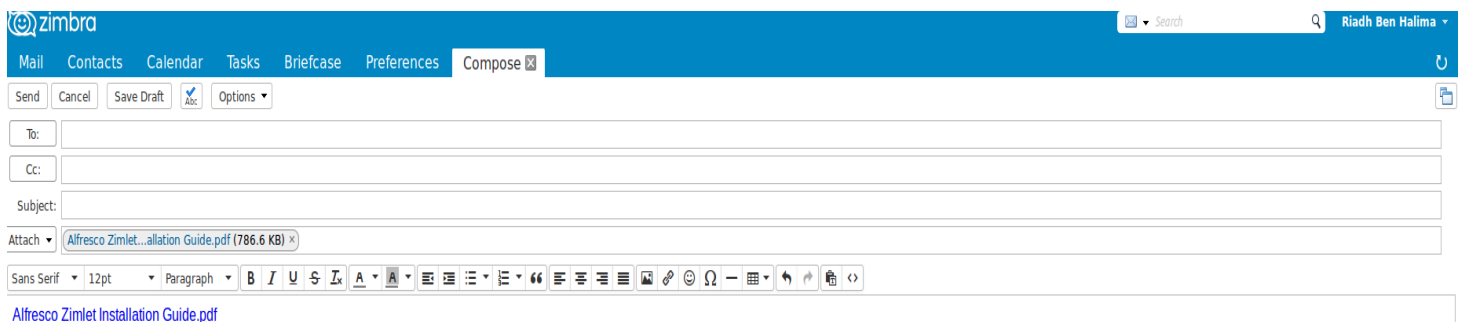 zimbra Search Riadh Ben Halima
Mail Contacts Calendar Tasks Briefcase Preferences Compose
Send Cancel Save Draft Abc Options
To:
Cc:
Subject:
Attach Alfresco Zimlet...allation Guide.pdf (786.6 KB) ×
Sans Serif 12pt Paragraph B I U S Ix A A Ω
Alfresco Zimlet Installation Guide.pdf